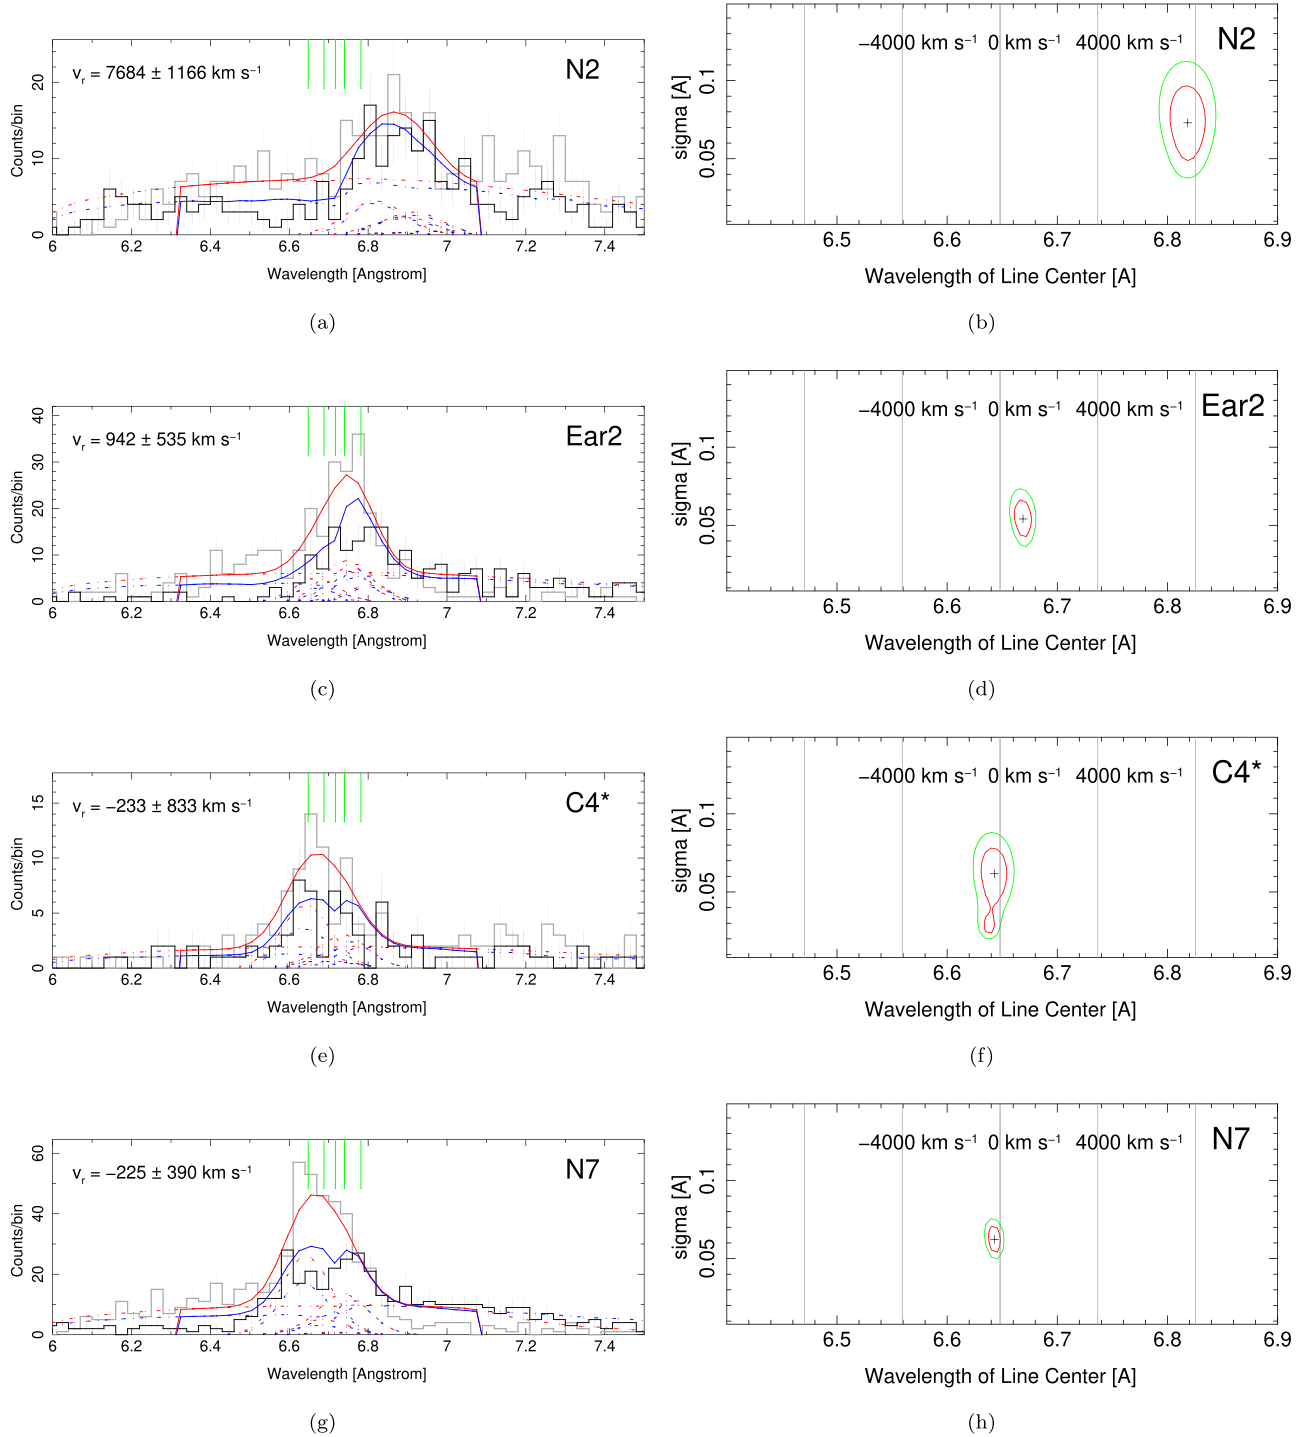 v_r = 7684 ± 1166 km s⁻¹
N2
Counts/bin
0 10 20
6 6.2 6.4 6.6 6.8 7 7.2 7.4
Wavelength [Angstrom]
(a)
−4000 km s⁻¹ 0 km s⁻¹ 4000 km s⁻¹
N2
sigma [A]
0.05 0.1
6.5 6.6 6.7 6.8 6.9
Wavelength of Line Center [A]
(b)
v_r = 942 ± 535 km s⁻¹
Ear2
Counts/bin
0 10 20 30 40
6 6.2 6.4 6.6 6.8 7 7.2 7.4
Wavelength [Angstrom]
(c)
−4000 km s⁻¹ 0 km s⁻¹ 4000 km s⁻¹
Ear2
sigma [A]
0.05 0.1
6.5 6.6 6.7 6.8 6.9
Wavelength of Line Center [A]
(d)
v_r = −233 ± 833 km s⁻¹
C4*
Counts/bin
0 5 10 15
6 6.2 6.4 6.6 6.8 7 7.2 7.4
Wavelength [Angstrom]
(e)
−4000 km s⁻¹ 0 km s⁻¹ 4000 km s⁻¹
C4*
sigma [A]
0.05 0.1
6.5 6.6 6.7 6.8 6.9
Wavelength of Line Center [A]
(f)
v_r = −225 ± 390 km s⁻¹
N7
Counts/bin
0 20 40 60
6 6.2 6.4 6.6 6.8 7 7.2 7.4
Wavelength [Angstrom]
(g)
−4000 km s⁻¹ 0 km s⁻¹ 4000 km s⁻¹
N7
sigma [A]
0.05 0.1
6.5 6.6 6.7 6.8 6.9
Wavelength of Line Center [A]
(h)